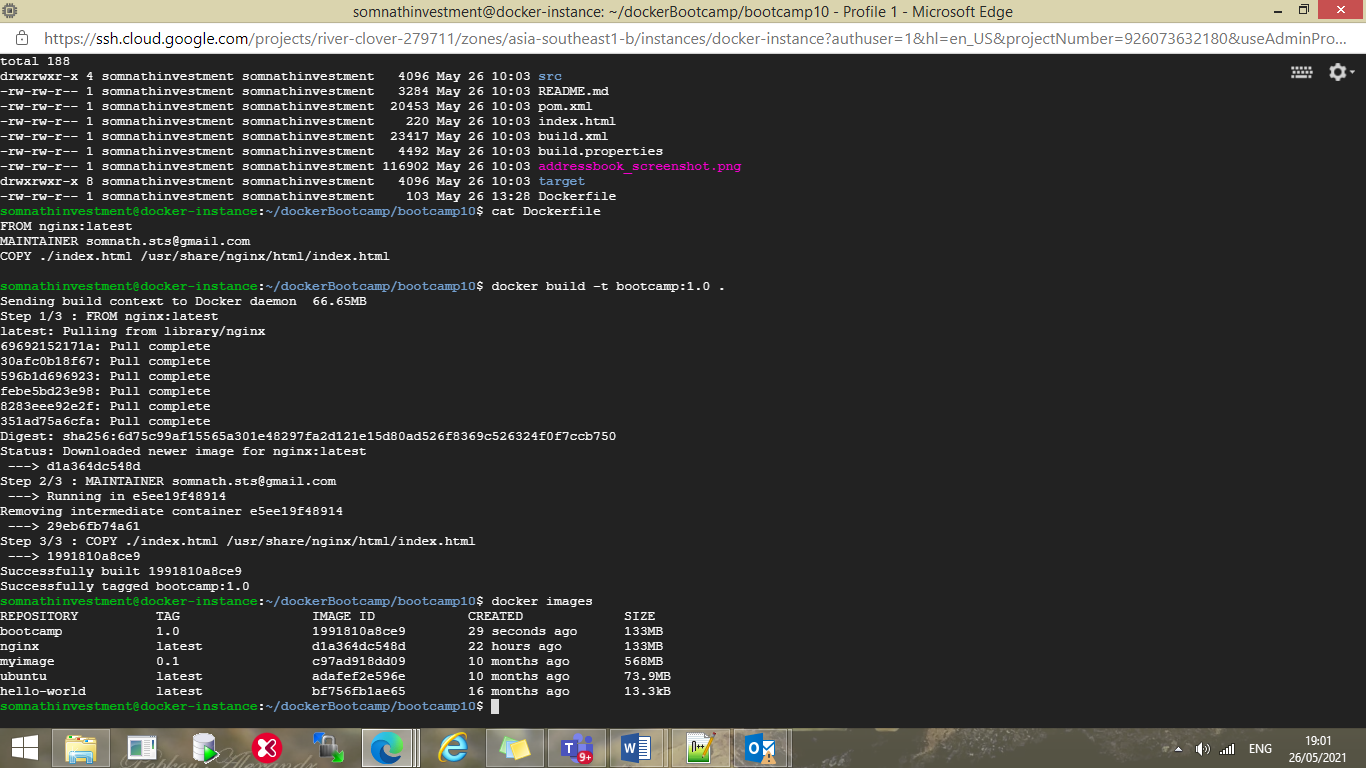 somnathinvestment@docker-instance: ~/dockerBootcamp/bootcamp10 - Profile 1 - Microsoft Edge
https://ssh.cloud.google.com/projects/river-clover-279711/zones/asia-southeast1-b/instances/docker-instance?authuser=1&hl=en_US&projectNumber=926073632180&useAdminPro...
total 188
drwxrwxr-x 4 somnathinvestment somnathinvestment 4096 May 26 10:03 src
-rw-rw-r-- 1 somnathinvestment somnathinvestment 3284 May 26 10:03 README.md
-rw-rw-r-- 1 somnathinvestment somnathinvestment 20453 May 26 10:03 pom.xml
-rw-rw-r-- 1 somnathinvestment somnathinvestment 220 May 26 10:03 index.html
-rw-rw-r-- 1 somnathinvestment somnathinvestment 23417 May 26 10:03 build.xml
-rw-rw-r-- 1 somnathinvestment somnathinvestment 4492 May 26 10:03 build.properties
-rw-rw-r-- 1 somnathinvestment somnathinvestment 116902 May 26 10:03 addressbook_screenshot.png
drwxrwxr-x 8 somnathinvestment somnathinvestment 4096 May 26 10:03 target
-rw-rw-r-- 1 somnathinvestment somnathinvestment 103 May 26 13:28 Dockerfile
somnathinvestment@docker-instance:~/dockerBootcamp/bootcamp10$ cat Dockerfile
FROM nginx:latest
MAINTAINER somnath.sts@gmail.com
COPY ./index.html /usr/share/nginx/html/index.html
somnathinvestment@docker-instance:~/dockerBootcamp/bootcamp10$ docker build -t bootcamp:1.0 .
Sending build context to Docker daemon 66.65MB
Step 1/3 : FROM nginx:latest
latest: Pulling from library/nginx
69692152171a: Pull complete
30afc0b18f67: Pull complete
596b1d696923: Pull complete
febe5bd23e98: Pull complete
8283eee92e2f: Pull complete
351ad75a6cfa: Pull complete
Digest: sha256:6d75c99af15565a301e48297fa2d121e15d80ad526f8369c526324f0f7ccb750
Status: Downloaded newer image for nginx:latest
---> d1a364dc548d
Step 2/3 : MAINTAINER somnath.sts@gmail.com
---> Running in e5ee19f48914
Removing intermediate container e5ee19f48914
---> 29eb6fb74a61
Step 3/3 : COPY ./index.html /usr/share/nginx/html/index.html
---> 1991810a8ce9
Successfully built 1991810a8ce9
Successfully tagged bootcamp:1.0
somnathinvestment@docker-instance:~/dockerBootcamp/bootcamp10$ docker images
REPOSITORY TAG IMAGE ID CREATED SIZE
bootcamp 1.0 1991810a8ce9 29 seconds ago 133MB
nginx latest d1a364dc548d 22 hours ago 133MB
myimage 0.1 c97ad918dd09 10 months ago 568MB
ubuntu latest adafef2e596e 10 months ago 73.9MB
hello-world latest bf756fb1ae65 16 months ago 13.3kB
somnathinvestment@docker-instance:~/dockerBootcamp/bootcamp10$
9+
ENG
19:01
26/05/2021